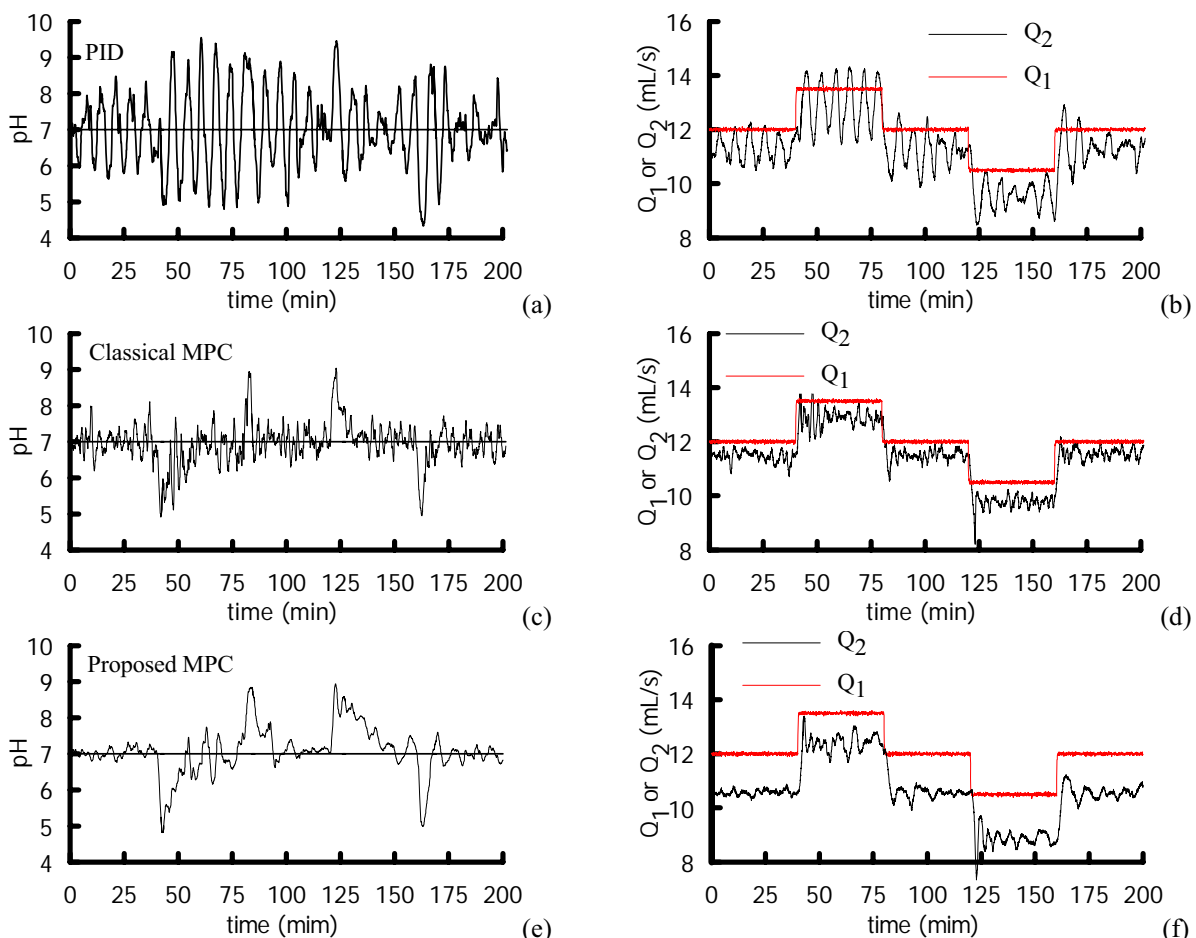 10
9
8
7
6
5
4
pH
PID
0 25 50 75 100 125 150 175 200
time (min)
(a)
16
14
12
10
8
Q1 or Q2 (mL/s)
Q2
Q1
0 25 50 75 100 125 150 175 200
time (min)
(b)
10
9
8
7
6
5
4
pH
Classical MPC
0 25 50 75 100 125 150 175 200
time (min)
(c)
16
14
12
10
8
Q1 or Q2 (mL/s)
Q2
Q1
0 25 50 75 100 125 150 175 200
time (min)
(d)
10
9
8
7
6
5
4
pH
Proposed MPC
0 25 50 75 100 125 150 175 200
time (mim)
(e)
16
14
12
10
8
Q1 or Q2 (mL/s)
Q2
Q1
0 25 50 75 100 125 150 175 200
time (min)
(f)